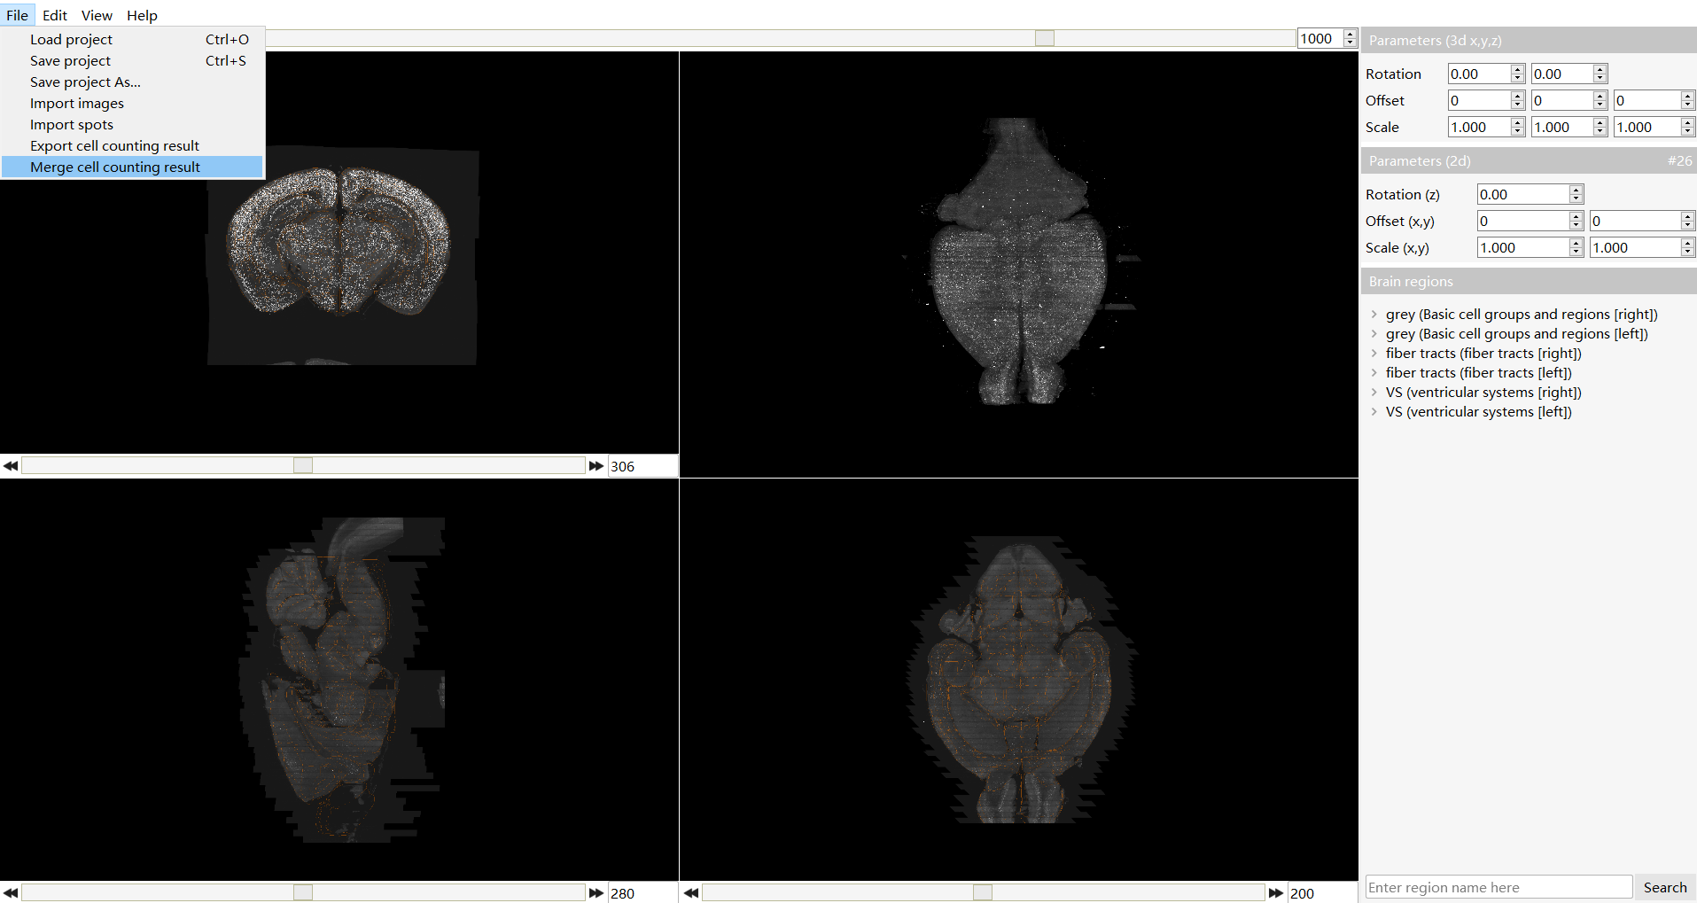 File Edit View Help
Load project Ctrl+O
Save project Ctrl+S
Save project As...
Import images
Import spots
Export cell counting result
Merge cell counting result
1000
306
280
200
Parameters (3d x,y,z)
Rotation 0.00 0.00
Offset 0 0 0
Scale 1.000 1.000 1.000
Parameters (2d) #26
Rotation (z) 0.00
Offset (x,y) 0 0
Scale (x,y) 1.000 1.000
Brain regions
grey (Basic cell groups and regions [right])
grey (Basic cell groups and regions [left])
fiber tracts (fiber tracts [right])
fiber tracts (fiber tracts [left])
VS (ventricular systems [right])
VS (ventricular systems [left])
Enter region name here Search